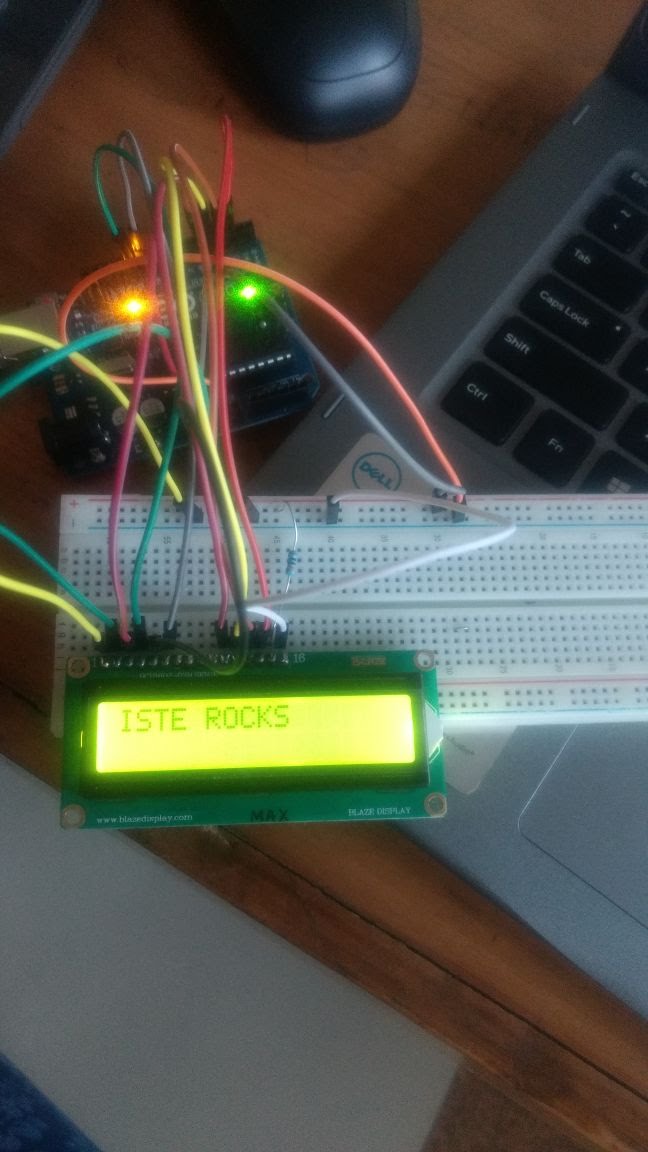 Esc
~
Tab
Caps Lock
Shift
Ctrl
Fn
DELL
+
-
16
ISTE ROCKS
www.blazedisplay.com
MAX
BLAZE DISPLAY